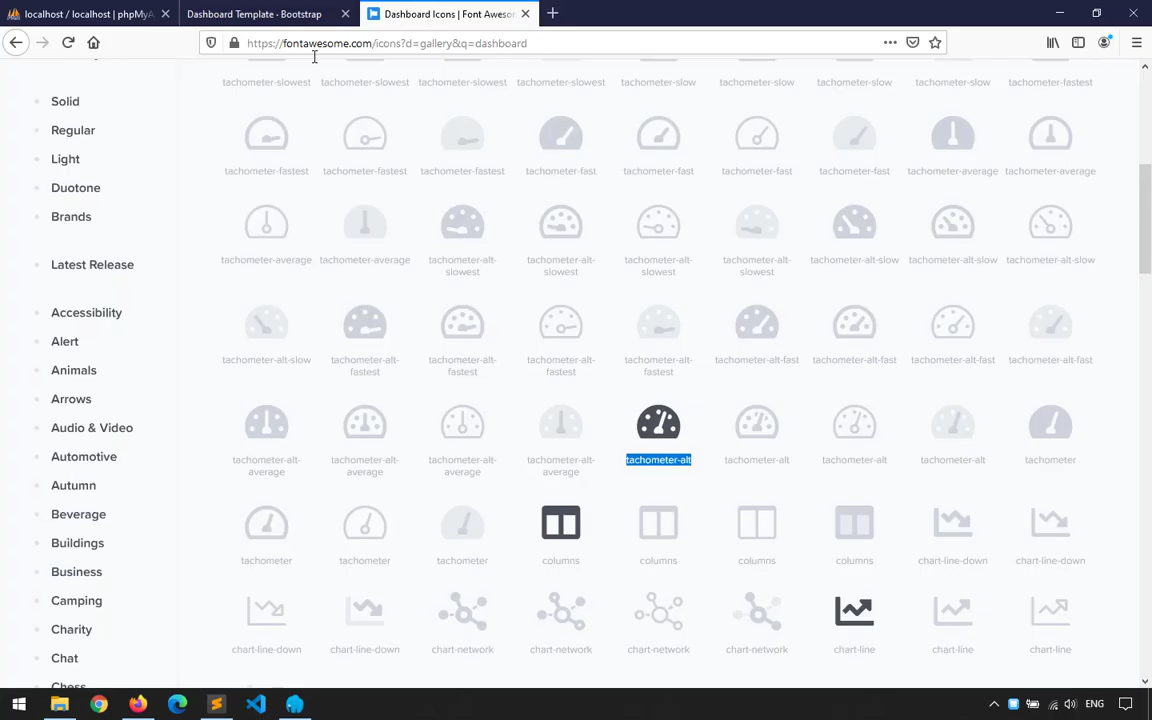 localhost / localhost | phpMyA
Dashboard Template · Bootstrap
Dashboard Icons | Font Aweson
https://fontawesome.com/icons?d=gallery&q=dashboard
tachometer-slowest tachometer-slowest tachometer-slowest tachometer-slowest tachometer-slow tachometer-slow tachometer-slow tachometer-slow tachometer-fastest
Solid
Regular
Light
Duotone
Brands
Latest Release
Accessibility
Alert
Animals
Arrows
Audio & Video
Automotive
Autumn
Beverage
Buildings
Business
Camping
Charity
Chat
Chess
tachometer-fastest tachometer-fastest tachometer-fastest tachometer-fast tachometer-fast tachometer-fast tachometer-fast tachometer-average tachometer-average
tachometer-average tachometer-average tachometer-alt-slowest tachometer-alt-slowest tachometer-alt-slowest tachometer-alt-slowest tachometer-alt-slow tachometer-alt-slow tachometer-alt-slow
tachometer-alt-slow tachometer-alt-fastest tachometer-alt-fastest tachometer-alt-fastest tachometer-alt-fastest tachometer-alt-fast tachometer-alt-fast tachometer-alt-fast tachometer-alt-fast
tachometer-alt-average tachometer-alt-average tachometer-alt-average tachometer-alt-average tachometer-alt tachometer-alt tachometer-alt tachometer-alt tachometer
tachometer tachometer tachometer columns columns columns columns chart-line-down chart-line-down
chart-line-down chart-line-down chart-network chart-network chart-network chart-network chart-line chart-line chart-line
ENG